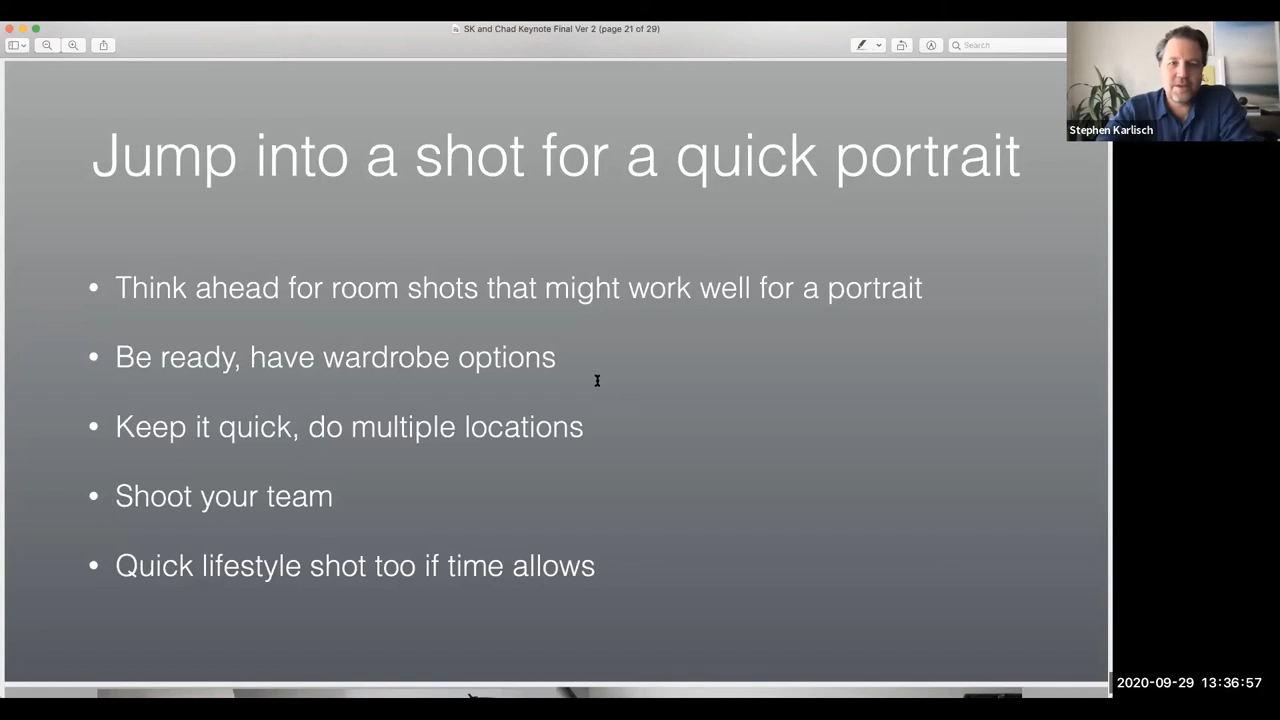 SK and Chad Keynote Final Ver 2 (page 21 of 29)
Search
Stephen Karlisch
Jump into a shot for a quick portrait
• Think ahead for room shots that might work well for a portrait
• Be ready, have wardrobe options
• Keep it quick, do multiple locations
• Shoot your team
• Quick lifestyle shot too if time allows
2020-09-29 13:36:57